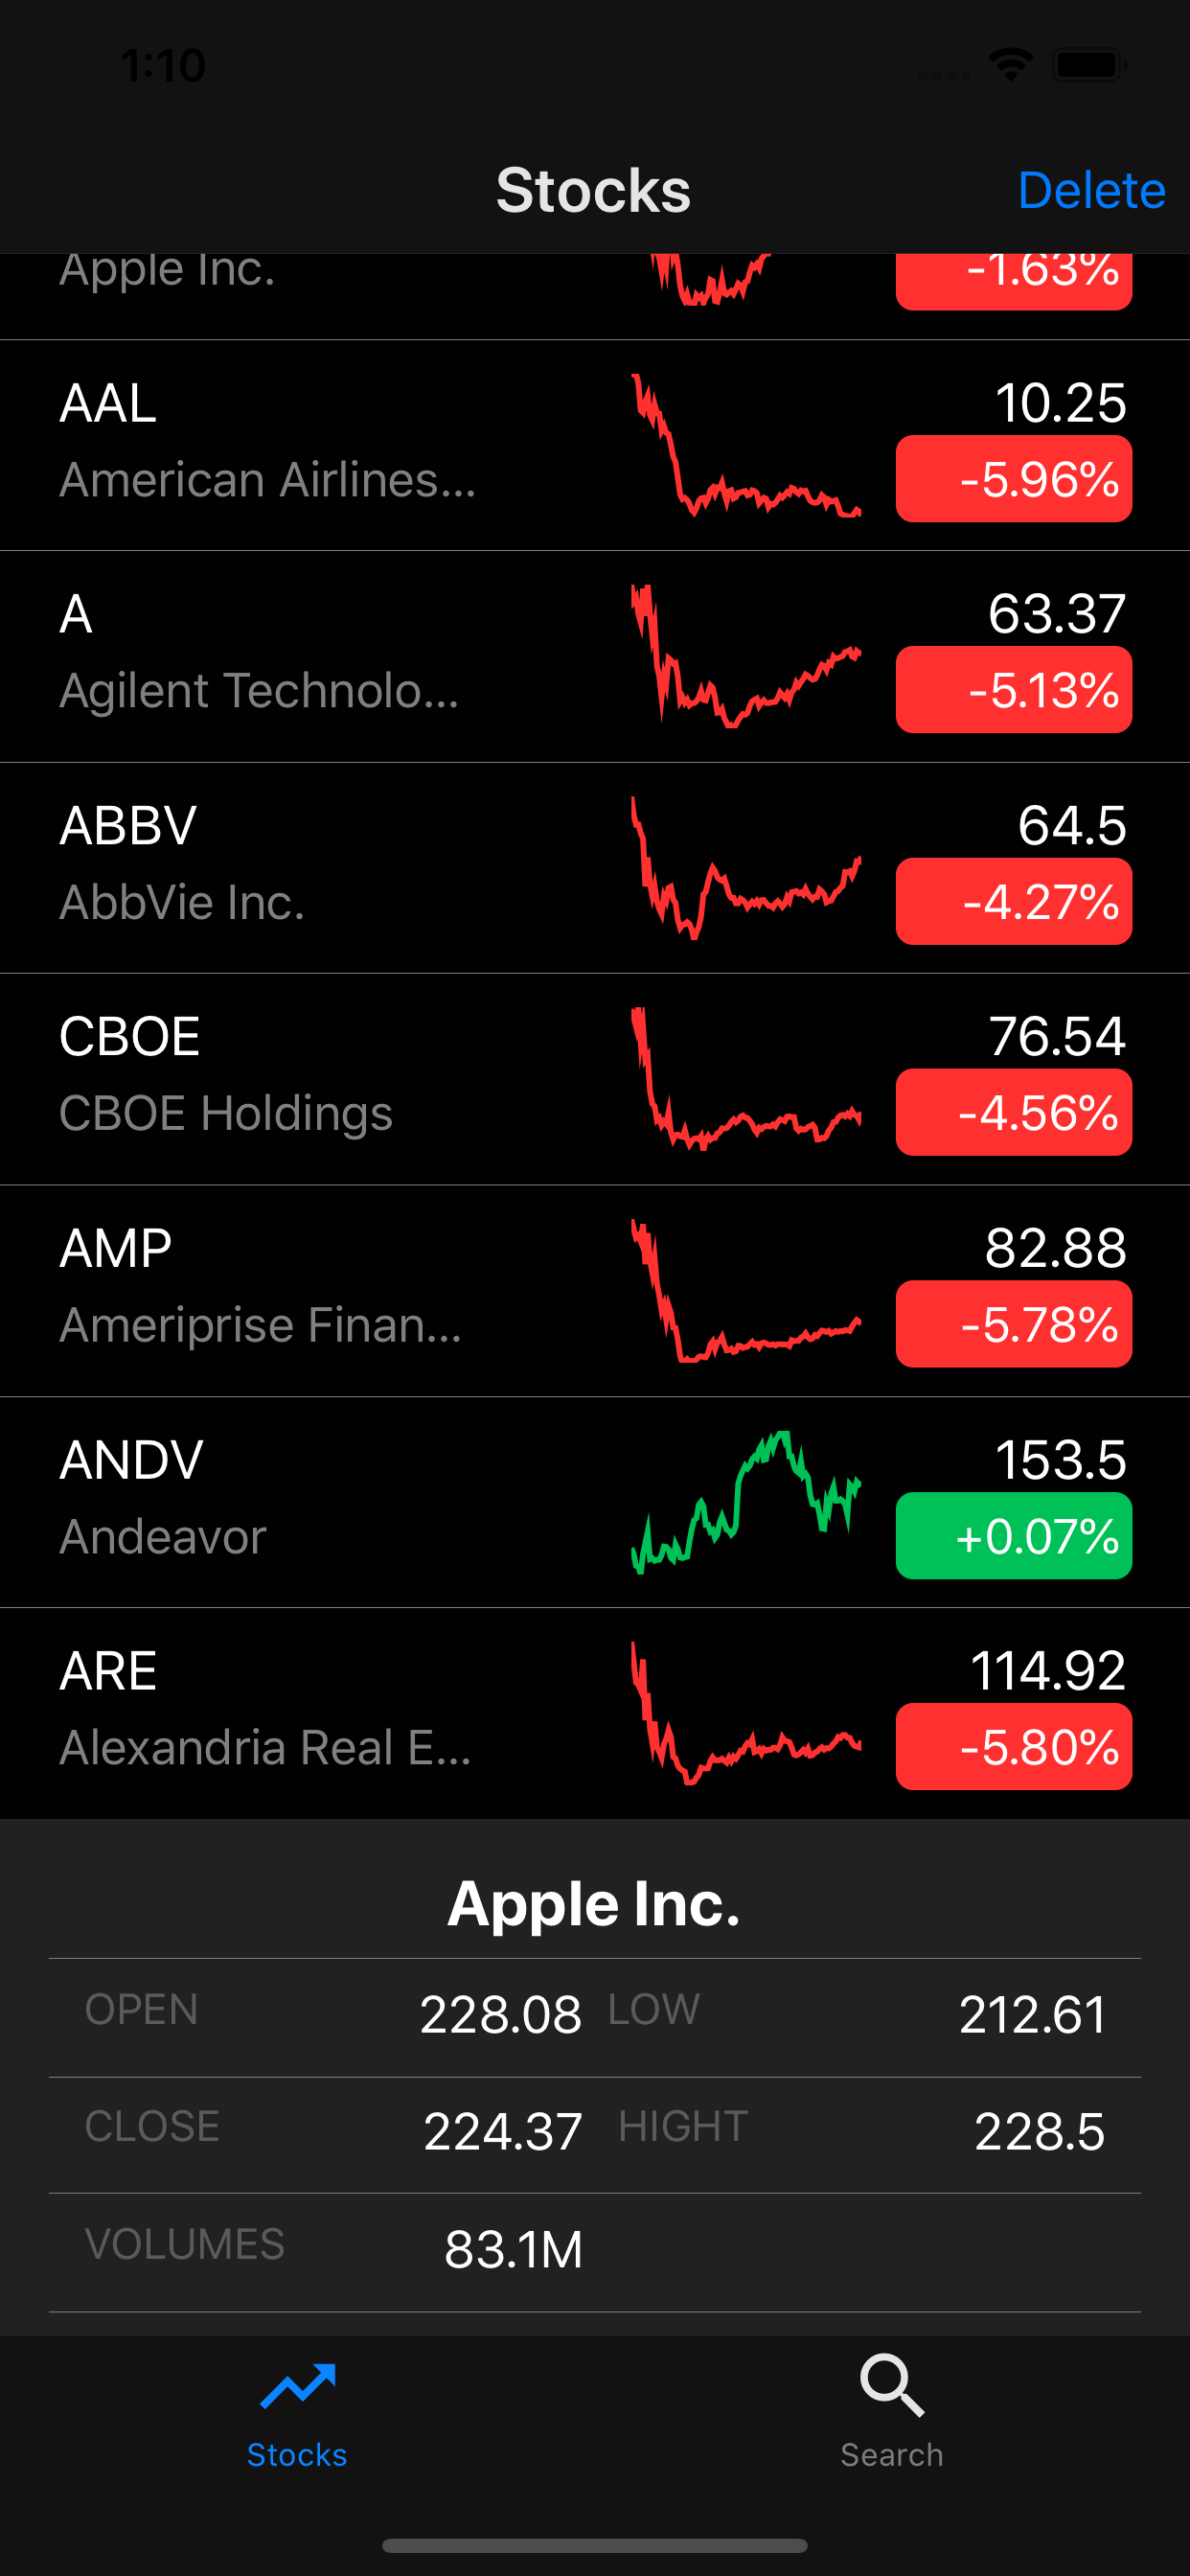 1:10
Stocks Delete
Apple Inc. -1.63%
AAL 10.25
American Airlines... -5.96%
A 63.37
Agilent Technolo... -5.13%
ABBV 64.5
AbbVie Inc. -4.27%
CBOE 76.54
CBOE Holdings -4.56%
AMP 82.88
Ameriprise Finan... -5.78%
ANDV 153.5
Andeavor +0.07%
ARE 114.92
Alexandria Real E... -5.80%
Apple Inc.
OPEN 228.08 LOW 212.61
CLOSE 224.37 HIGHT 228.5
VOLUMES 83.1M
Stocks Search